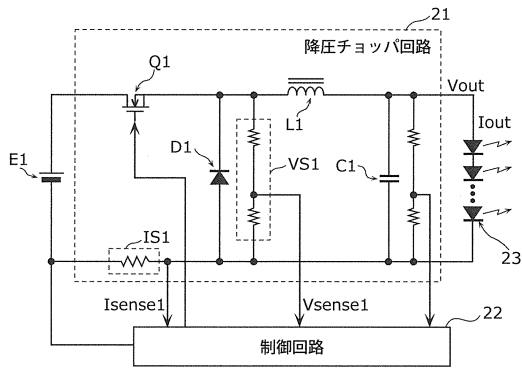 21
降圧チョッパ回路
Q1
Vout
L1
Iout
D1
VS1
C1
E1
IS1
23
Isense1
Vsense1
22
制御回路